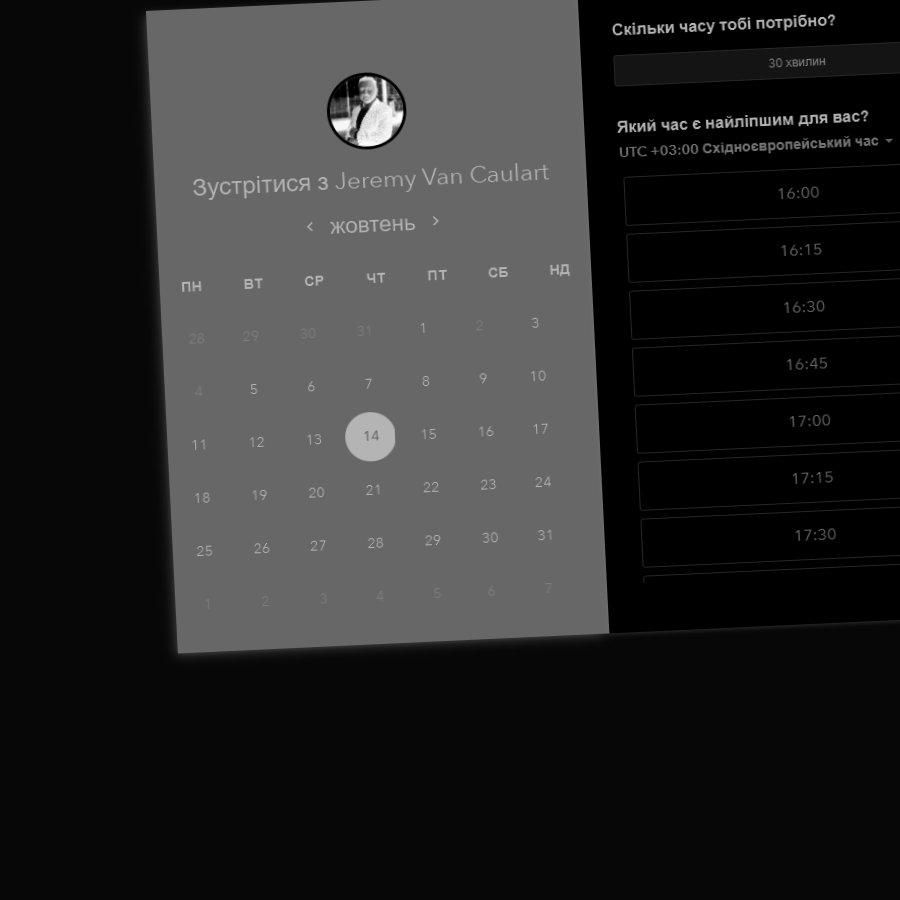 Зустрітися з Jeremy Van Caulart
‹ жовтень ›
ПН ВТ СР ЧТ ПТ СБ НД
28 29 30 31 1 2 3
4 5 6 7 8 9 10
11 12 13 14 15 16 17
18 19 20 21 22 23 24
25 26 27 28 29 30 31
1 2 3 4 5 6 7
Скільки часу тобі потрібно?
30 хвилин
Який час є найліпшим для вас?
UTC +03:00 Східноєвропейський час
16:00
16:15
16:30
16:45
17:00
17:15
17:30